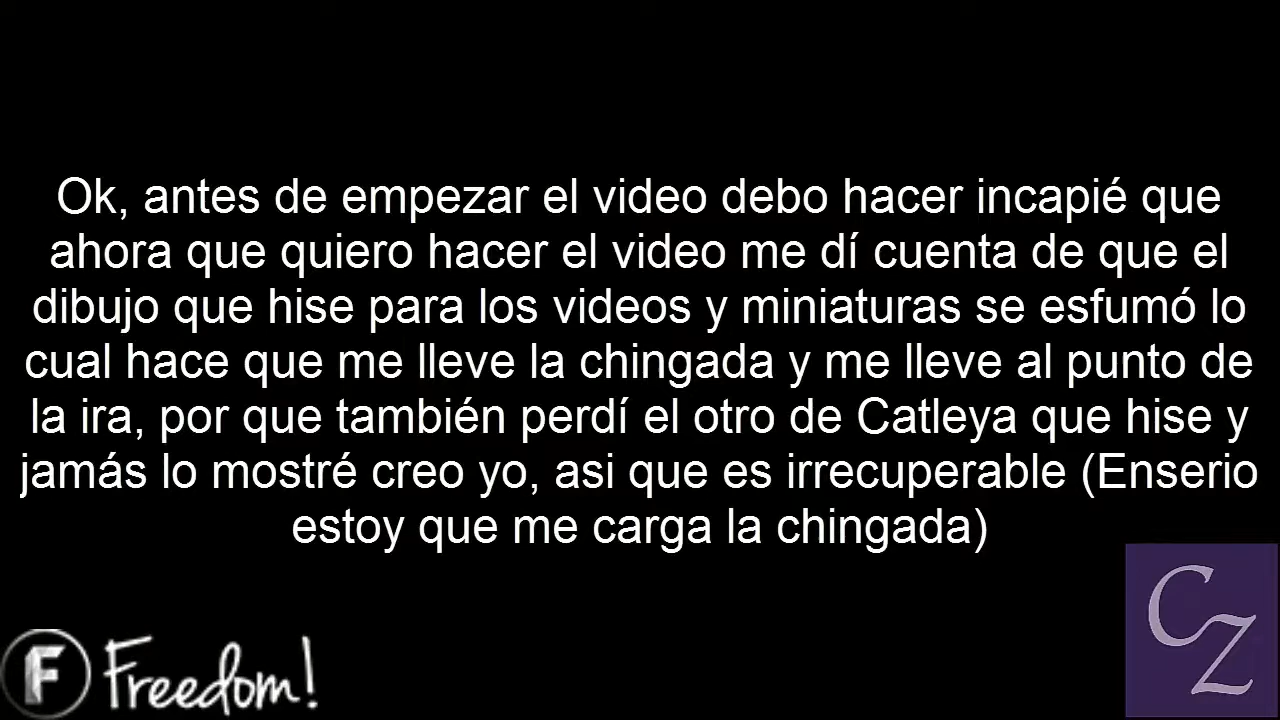 Ok, antes de empezar el video debo hacer incapié que
ahora que quiero hacer el video me dí cuenta de que el
dibujo que hise para los videos y miniaturas se esfumó lo
cual hace que me lleve la chingada y me lleve al punto de
la ira, por que también perdí el otro de Catleya que hise y
jamás lo mostré creo yo, asi que es irrecuperable (Enserio
estoy que me carga la chingada)
CZ
F Freedom!